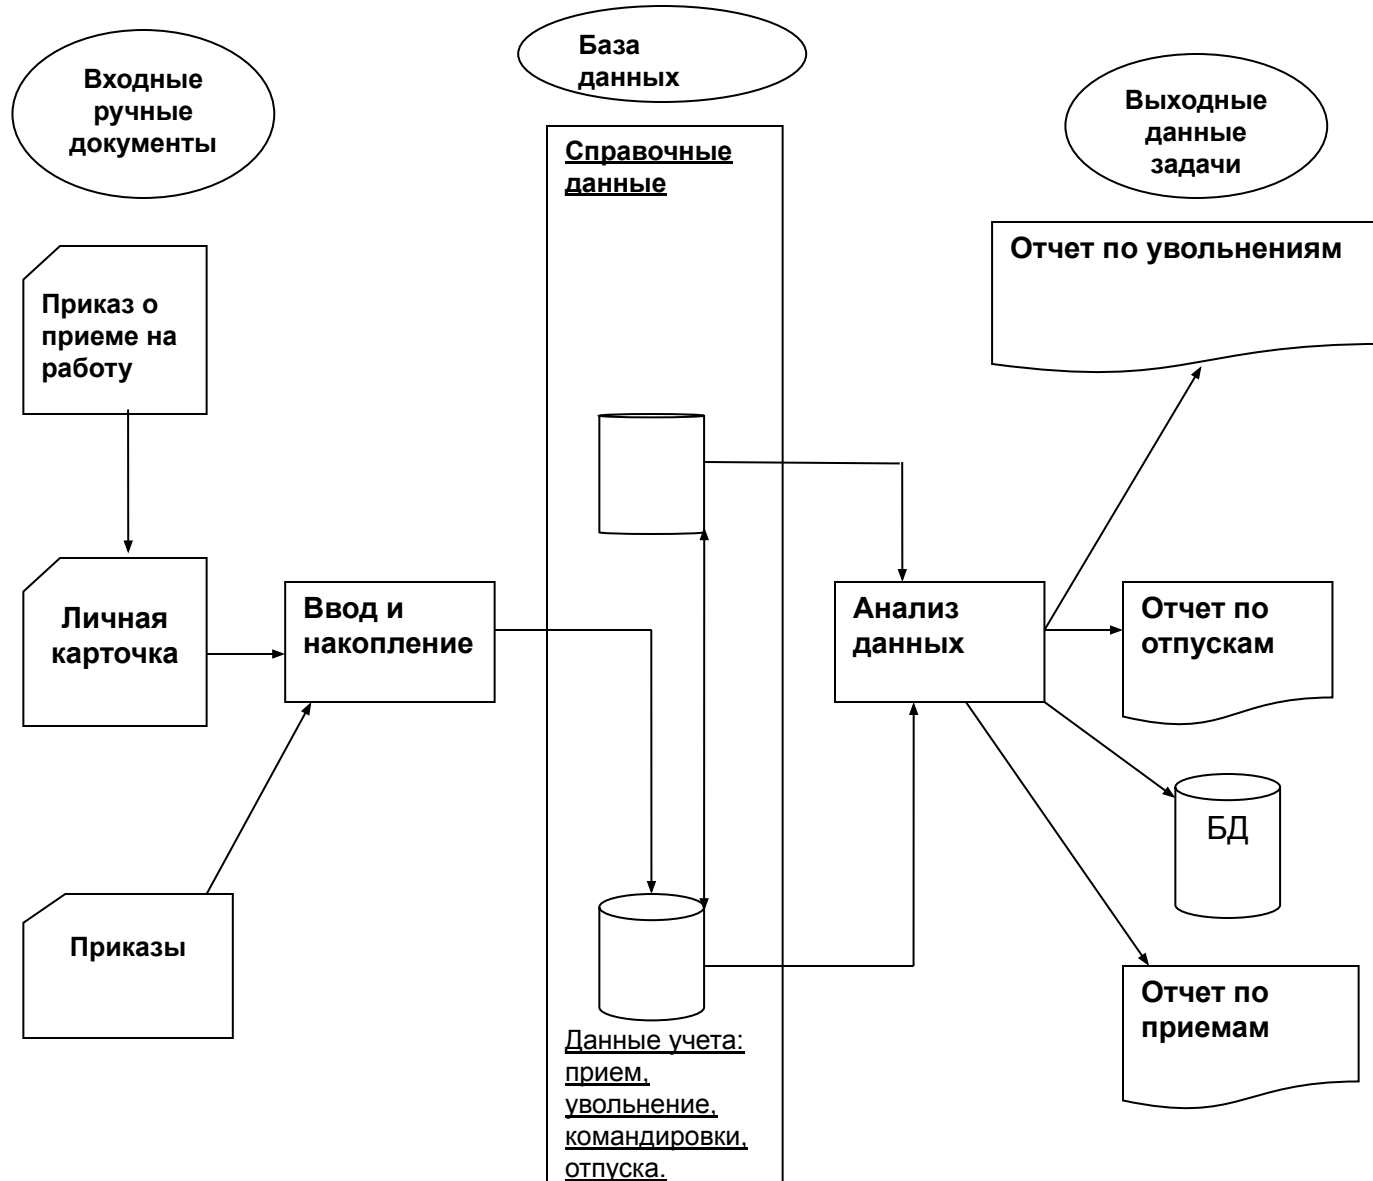 Входные
ручные
документы
База
данных
Выходные
данные
задачи
Справочные
данные
Отчет по увольнениям
Приказ о
приеме на
работу
Личная
карточка
Ввод и
накопление
Анализ
данных
Отчет по
отпускам
БД
Приказы
Отчет по
приемам
Данные учета:
прием,
увольнение,
командировки,
отпуска.